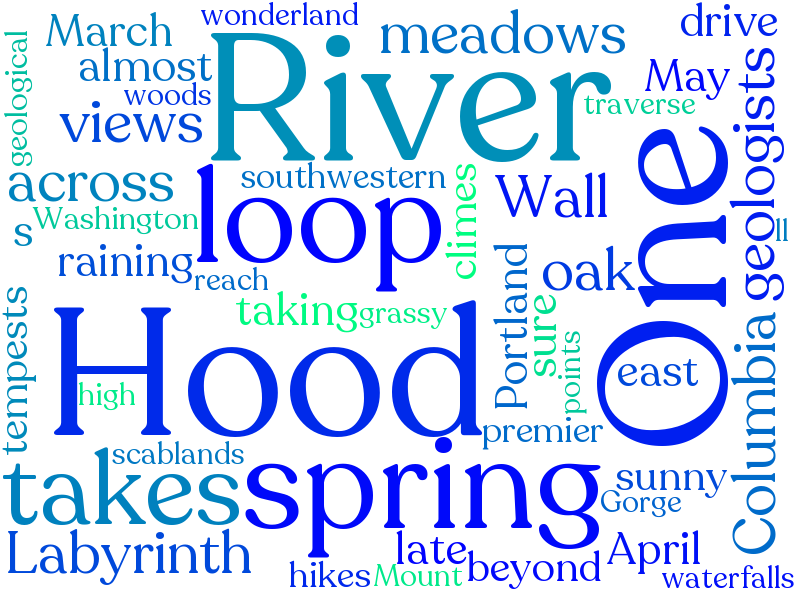 wonderland
drive
March
River
meadows
almost
May
woods
traverse
geological
views
geologists
One
across
loop
southwestern
climes
Wall
s
Washington
ll
raining
reach
Portland
oak
taking
grassy
sure
points
tempests
Hood
high
east
Columbia
premier
scablands
takes
spring
sunny
Gorge
Labyrinth
late
April
hikes
Mount
beyond
waterfalls